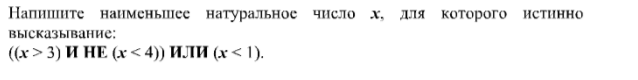 Напишите наименьшее натуральное число x, для которого истинно
высказывание:
((x > 3) И НЕ (x < 4)) ИЛИ (x < 1).